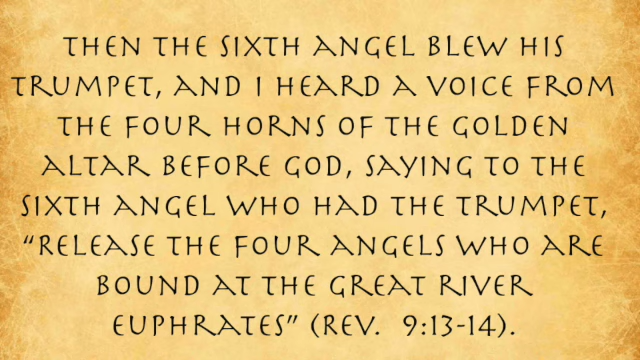 THEN THE SIXTH ANGEL BLEW HIS
TRUMPET, AND I HEARD A VOICE FROM
THE FOUR HORNS OF THE GOLDEN
ALTAR BEFORE GOD, SAYING TO THE
SIXTH ANGEL WHO HAD THE TRUMPET,
“RELEASE THE FOUR ANGELS WHO ARE
BOUND AT THE GREAT RIVER
EUPHRATES” (REV. 9:13-14).